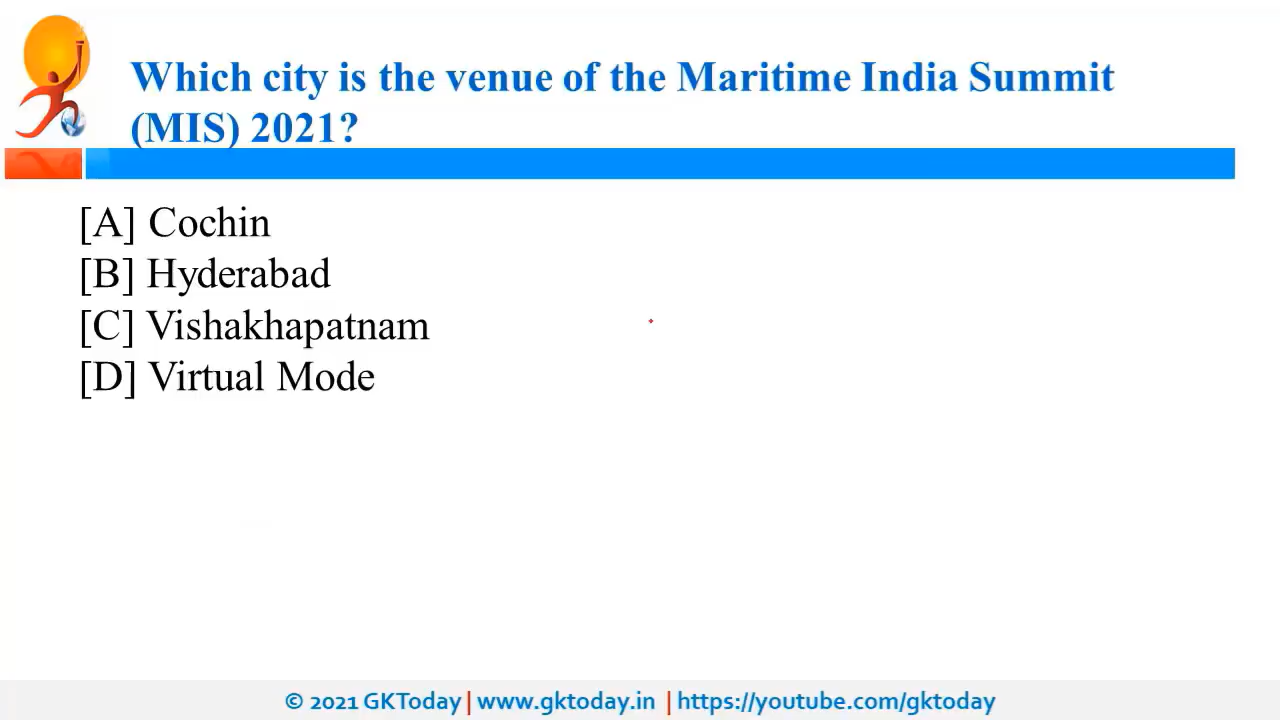 Which city is the venue of the Maritime India Summit
(MIS) 2021?
[A] Cochin
[B] Hyderabad
[C] Vishakhapatnam
[D] Virtual Mode
© 2021 GKToday | www.gktoday.in | https://youtube.com/gktoday